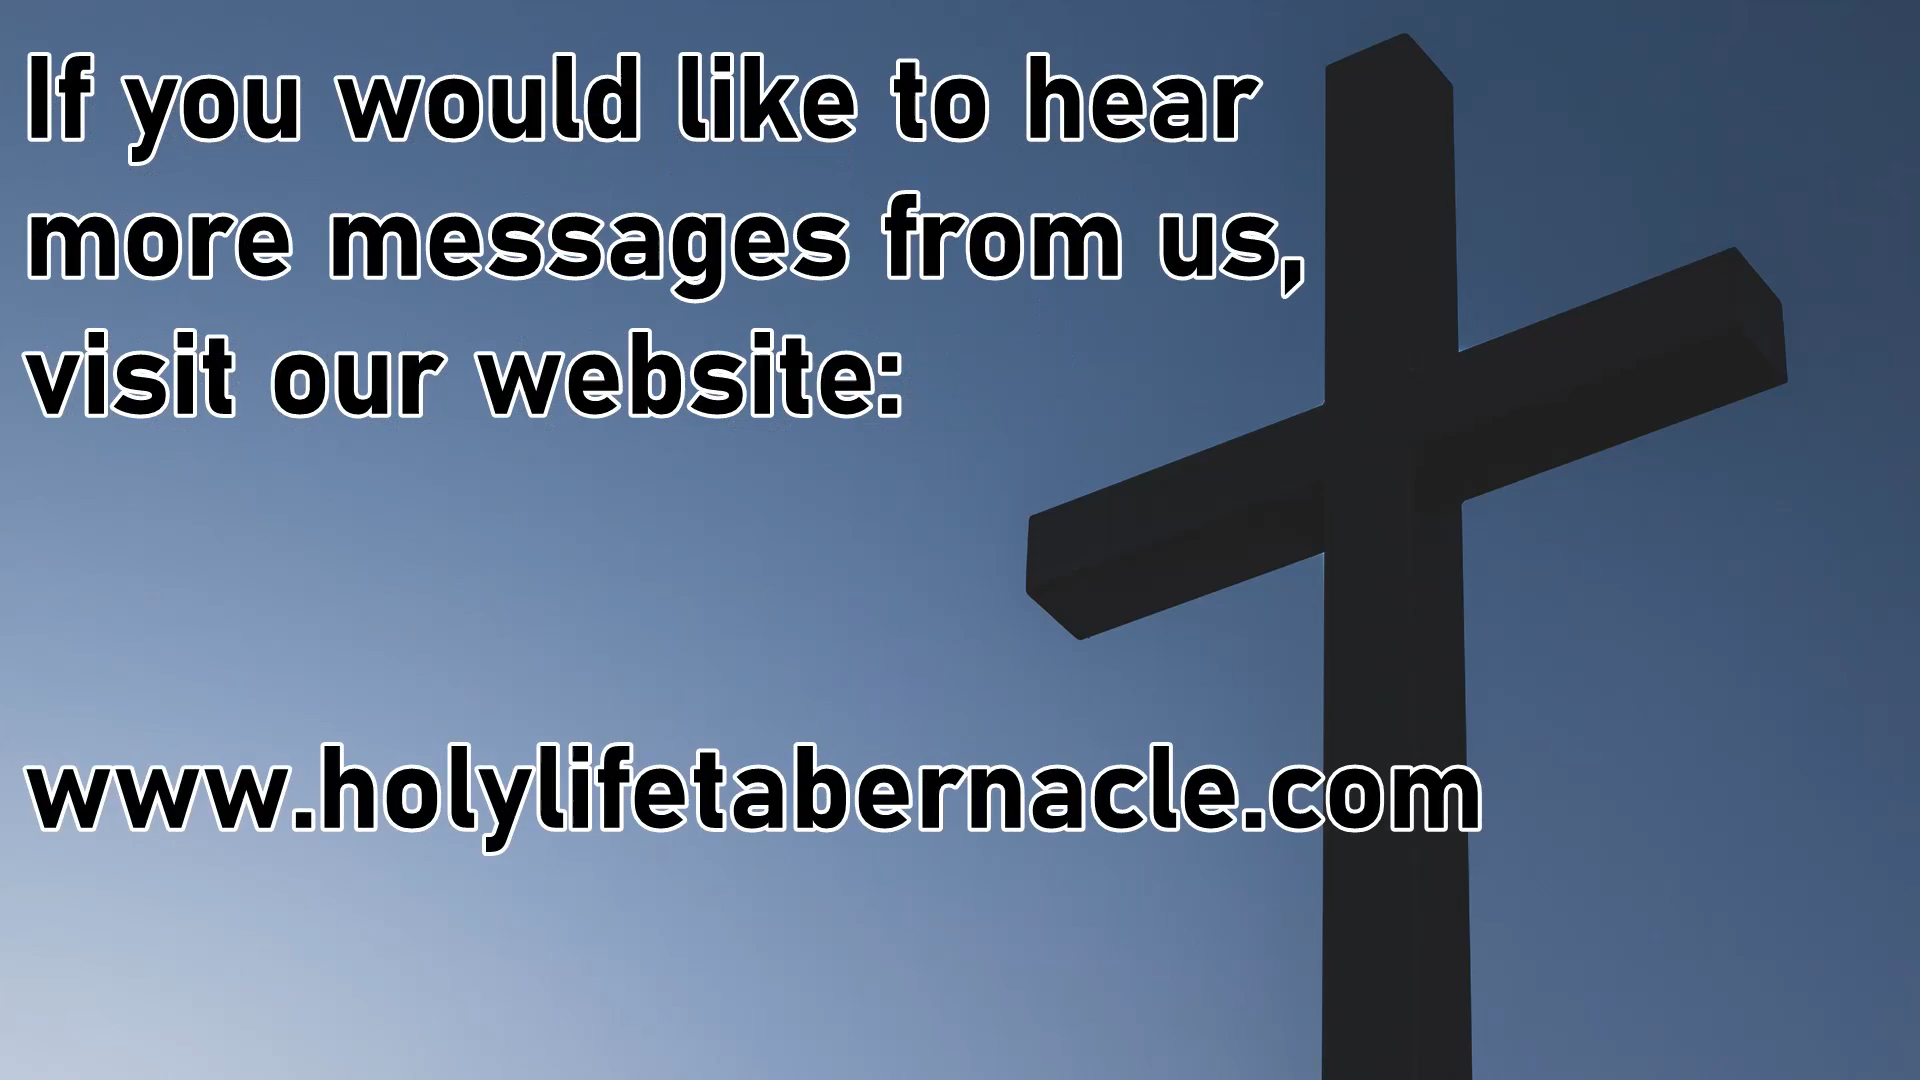 If you would like to hear
more messages from us,
visit our website:
www.holylifetabernacle.com